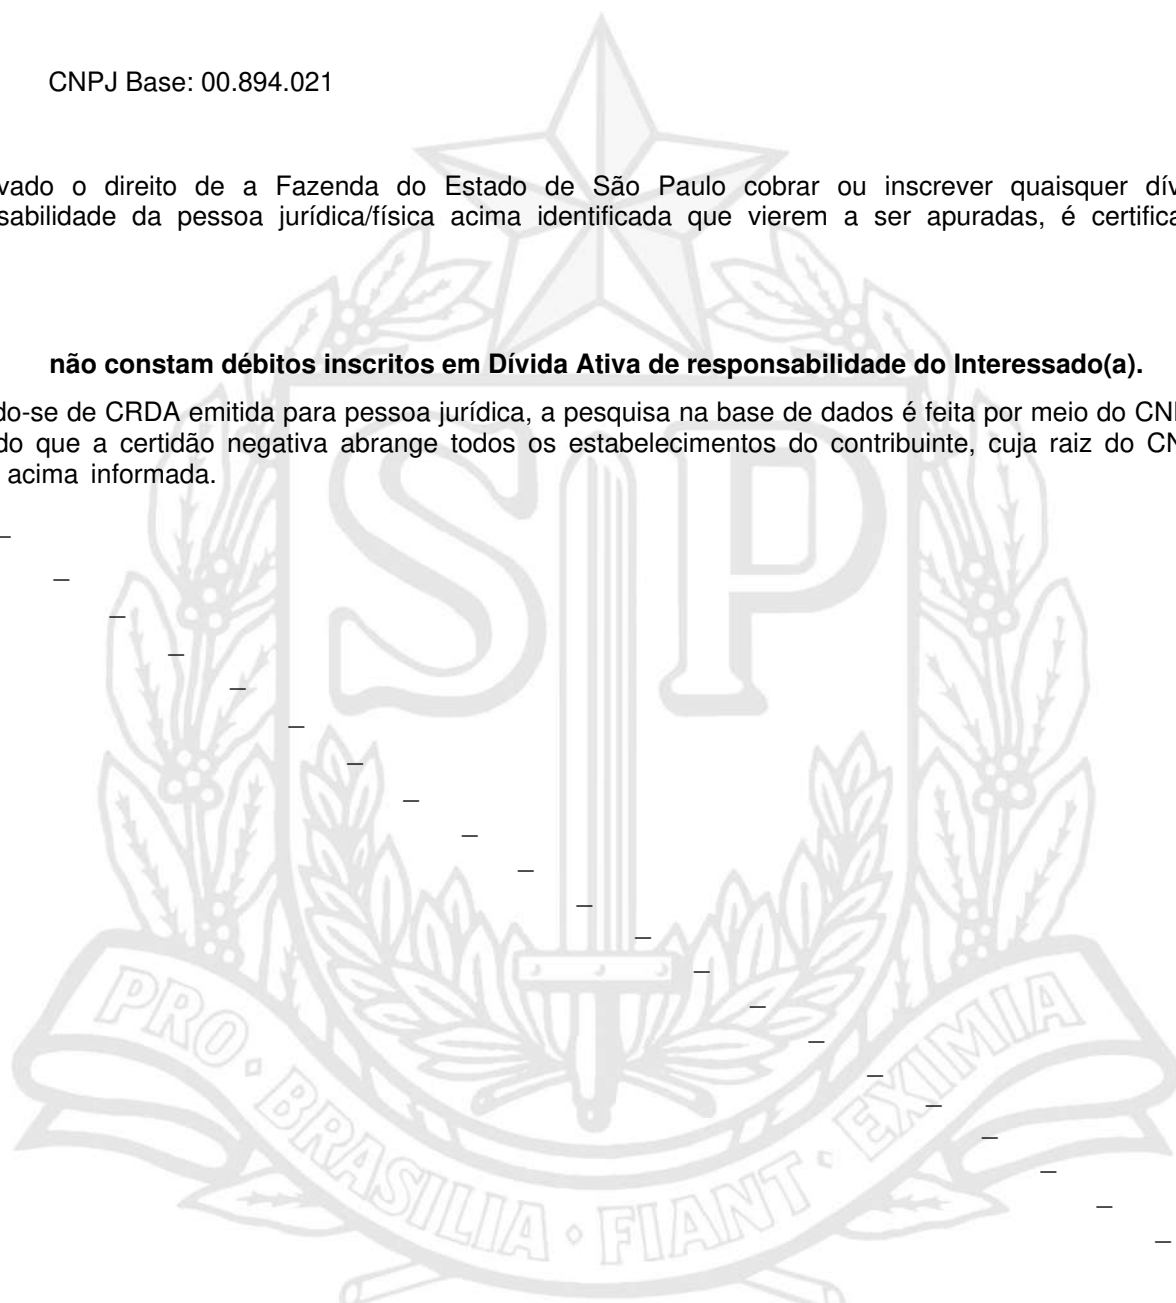 CNPJ Base: 00.894.021
vado o direito de a Fazenda do Estado de São Paulo cobrar ou inscrever quaisquer dív
sabilidade da pessoa jurídica/física acima identificada que vierem a ser apuradas, é certifica
não constam débitos inscritos em Dívida Ativa de responsabilidade do Interessado(a).
do-se de CRDA emitida para pessoa jurídica, a pesquisa na base de dados é feita por meio do CN
do que a certidão negativa abrange todos os estabelecimentos do contribuinte, cuja raiz do CN
acima informada.
SP
PRO · BRASILIA · FIANT · EXIMIA